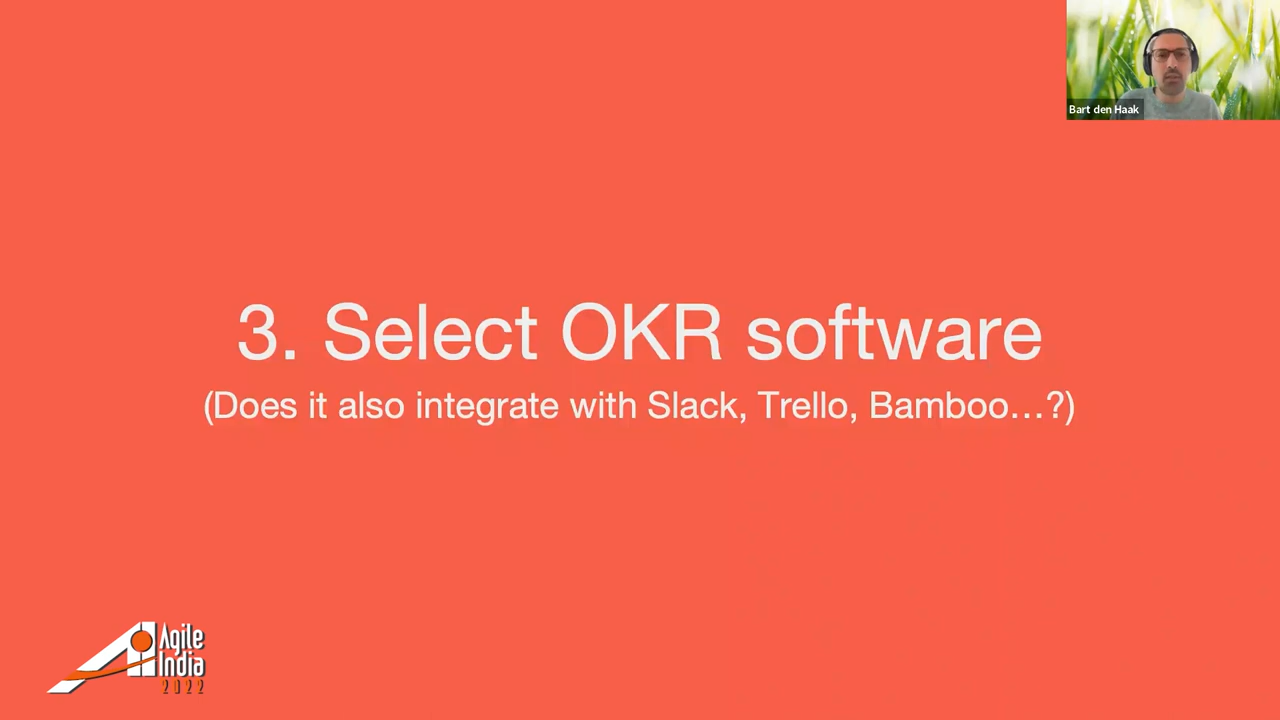 Bart den Haak
3. Select OKR software
(Does it also integrate with Slack, Trello, Bamboo…?)
Agile
India
2022